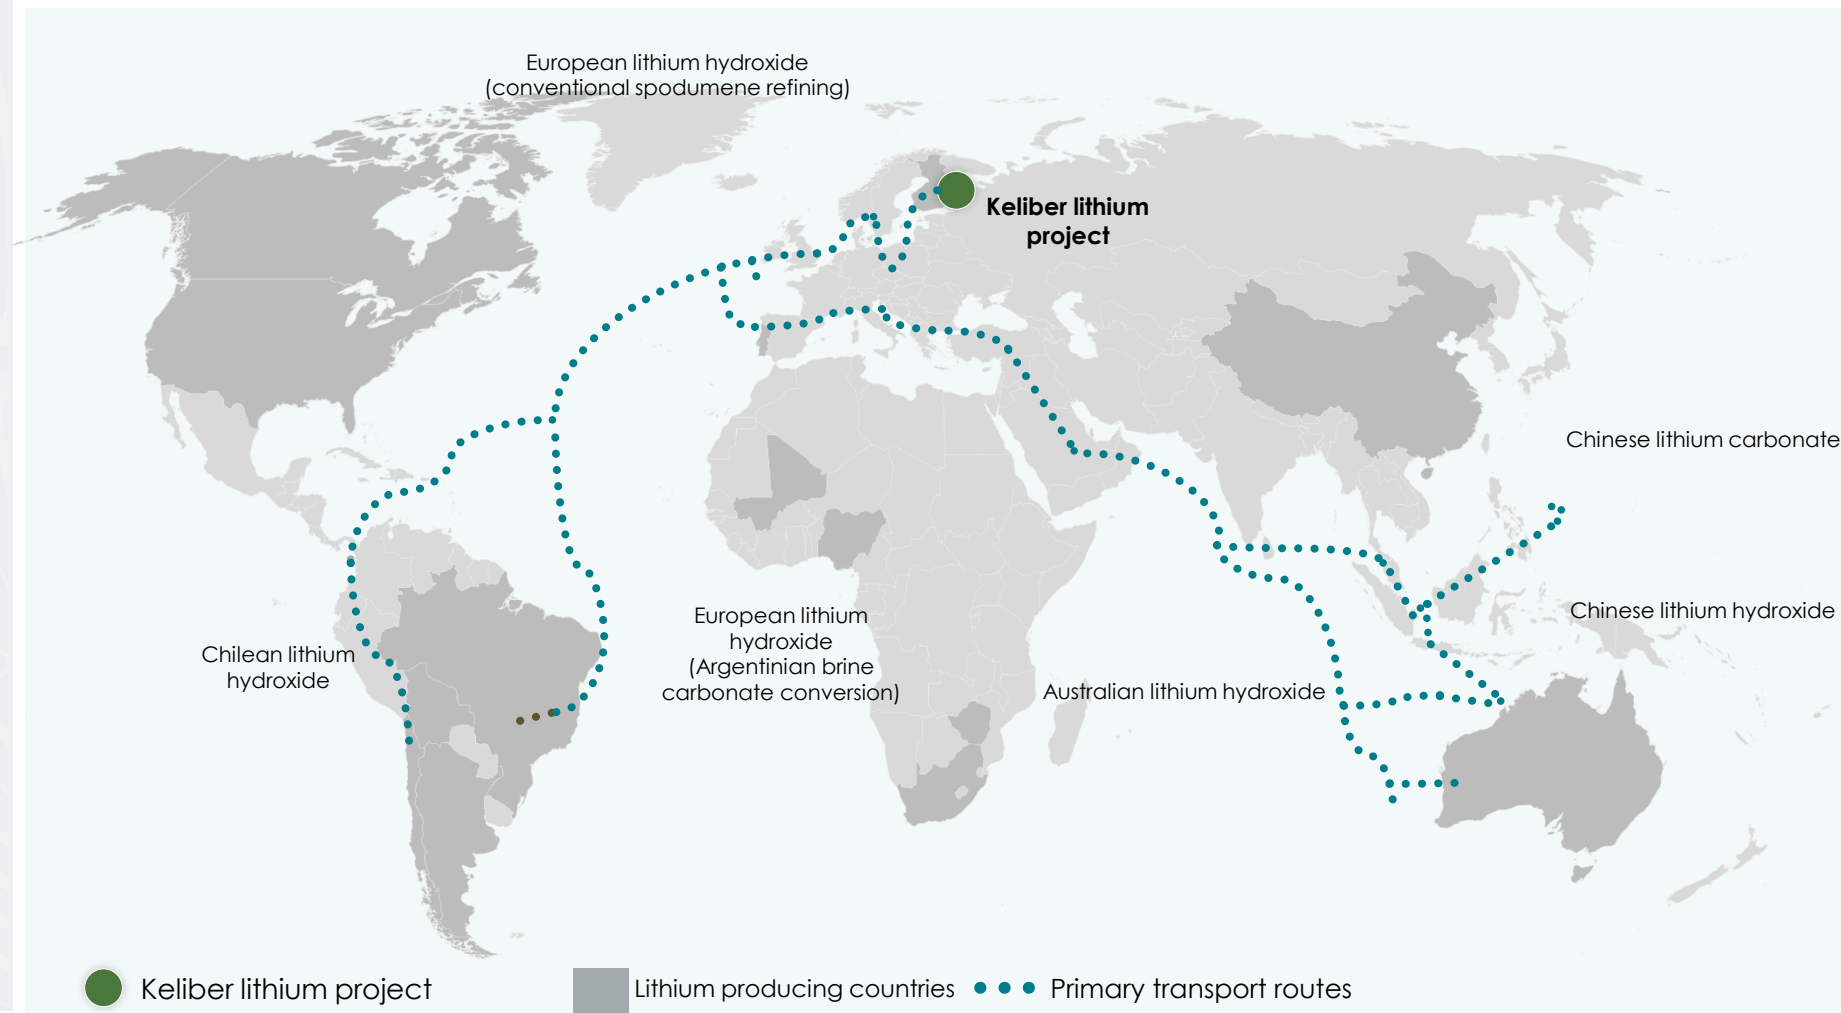 European lithium hydroxide
(conventional spodumene refining)
Keliber lithium
project
Chinese lithium carbonate
European lithium
hydroxide
(Argentinian brine
carbonate conversion)
Chinese lithium hydroxide
Chilean lithium
hydroxide
Australian lithium hydroxide
Keliber lithium project
Lithium producing countries
Primary transport routes